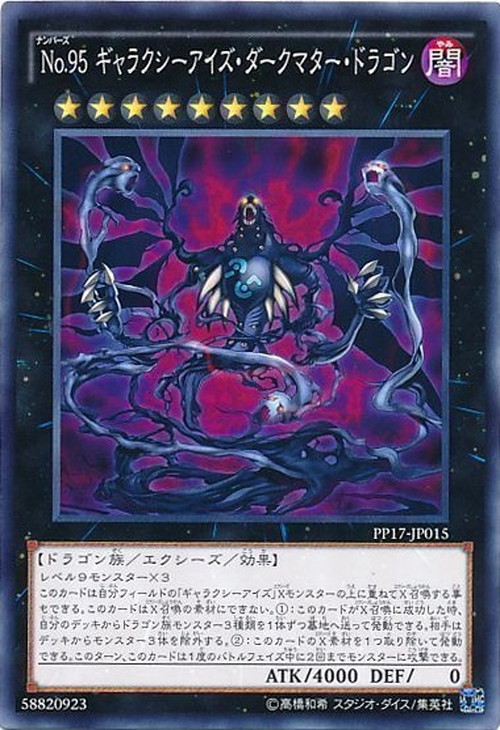 ナンバーズ
No.95 ギャラクシーアイズ・ダークマター・ドラゴン
やみ
闇
PP17-JP015
【ドラゴン族／エクシーズ／効果】
レベル9モンスター×3
このカードは自分フィールドの「ギャラクシーアイズ」Xモンスターの上に重ねてX召喚する事
もできる。このカードはX召喚の素材にできない。①：このカードがX召喚に成功した時、
自分のデッキからドラゴン族モンスター3種類を1体ずつ墓地へ送って発動できる。相手は
デッキからモンスター3体を除外する。②：このカードのX素材を1つ取り除いて発動で
きる。このターン、このカードは1度のバトルフェイズ中に2回までモンスターに攻撃できる。
ATK/4000 DEF/ 0
58820923
©高橋和希 スタジオ・ダイス/集英社